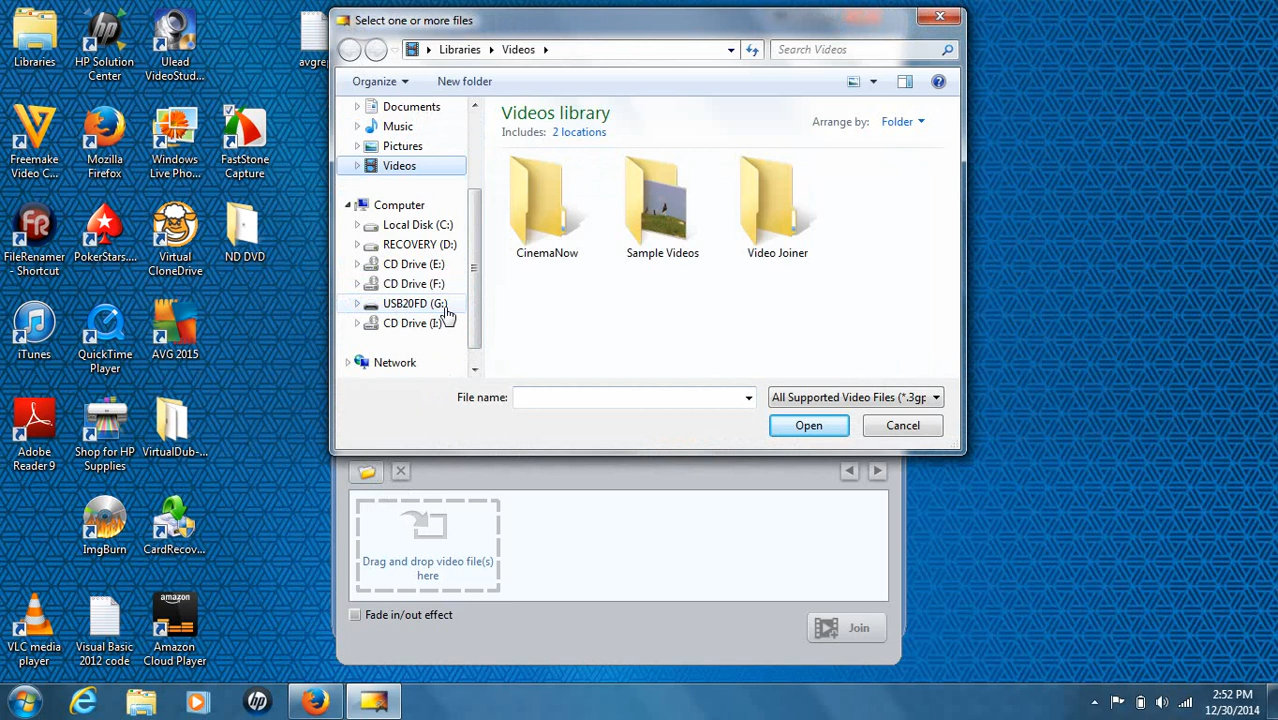 Libraries
HP Solution
Center
Ulead
VideoStud...
avgrep
Freemake
Video C...
Mozilla
Firefox
Windows
Live Pho...
FastStone
Capture
FileRenamer
- Shortcut
PokerStars....
Virtual
CloneDrive
ND DVD
iTunes
QuickTime
Player
AVG 2015
Adobe
Reader 9
Shop for HP
Supplies
VirtualDub-...
ImgBurn
CardRecov...
VLC media
player
Visual Basic
2012 code
amazon
Amazon
Cloud Player
Select one or more files
Libraries
Videos
Search Videos
Organize
New folder
Documents
Music
Pictures
Videos
Computer
Local Disk (C:)
RECOVERY (D:)
CD Drive (E:)
CD Drive (F:)
USB20FD (G:)
CD Drive (I:)
Network
Videos library
Includes: 2 locations
Arrange by: Folder
CinemaNow
Sample Videos
Video Joiner
File name:
All Supported Video Files (*.3gp
Open
Cancel
Drag and drop video file(s)
here
Fade in/out effect
Join
2:52 PM
12/30/2014